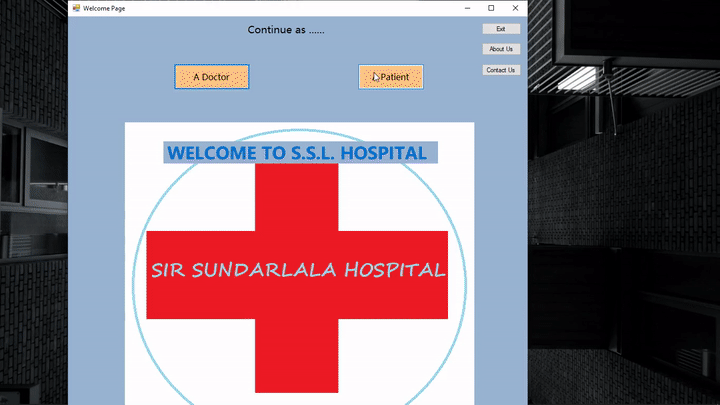 Welcome Page
Continue as ......
Exit
About Us
Contact Us
A Doctor
Patient
WELCOME TO S.S.L. HOSPITAL
SIR SUNDARLALA HOSPITAL